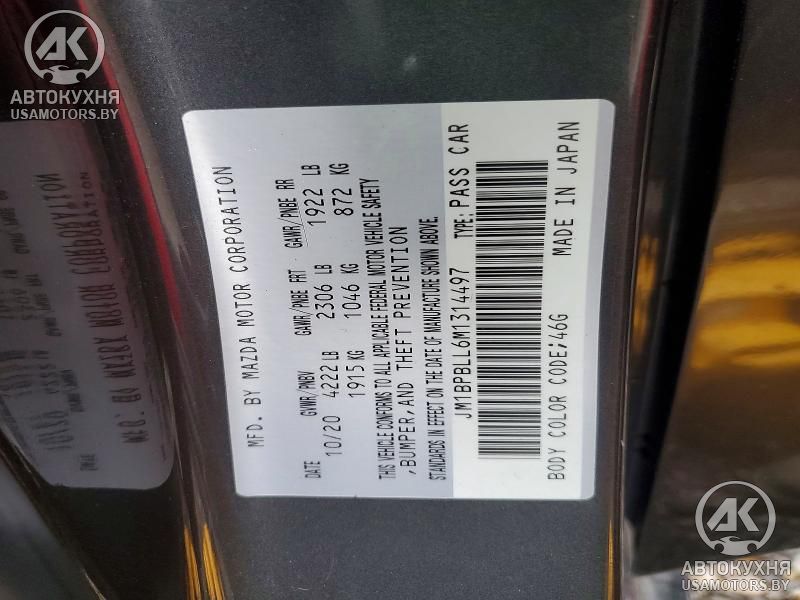 MFD. BY MAZDA MOTOR CORPORATION
DATE GVWR/PNBV GAWR/PNBE FRT GAWR/PNBE RR
10/20 4222 LB 2306 LB 1922 LB
1915 KG 1046 KG 872 KG
THIS VEHICLE CONFORMS TO ALL APPLICABLE FEDERAL MOTOR VEHICLE SAFETY
,BUMPER,AND THEFT PREVENTION
STANDARDS IN EFFECT ON THE DATE OF MANUFACTURE SHOWN ABOVE.
JM1BPBLL6M1314497 TYPE: PASS CAR
BODY COLOR CODE:46G MADE IN JAPAN
АК
АВТОКУХНЯ
USAMOTORS.BY
АК
АВТОКУХНЯ
USAMOTORS.BY